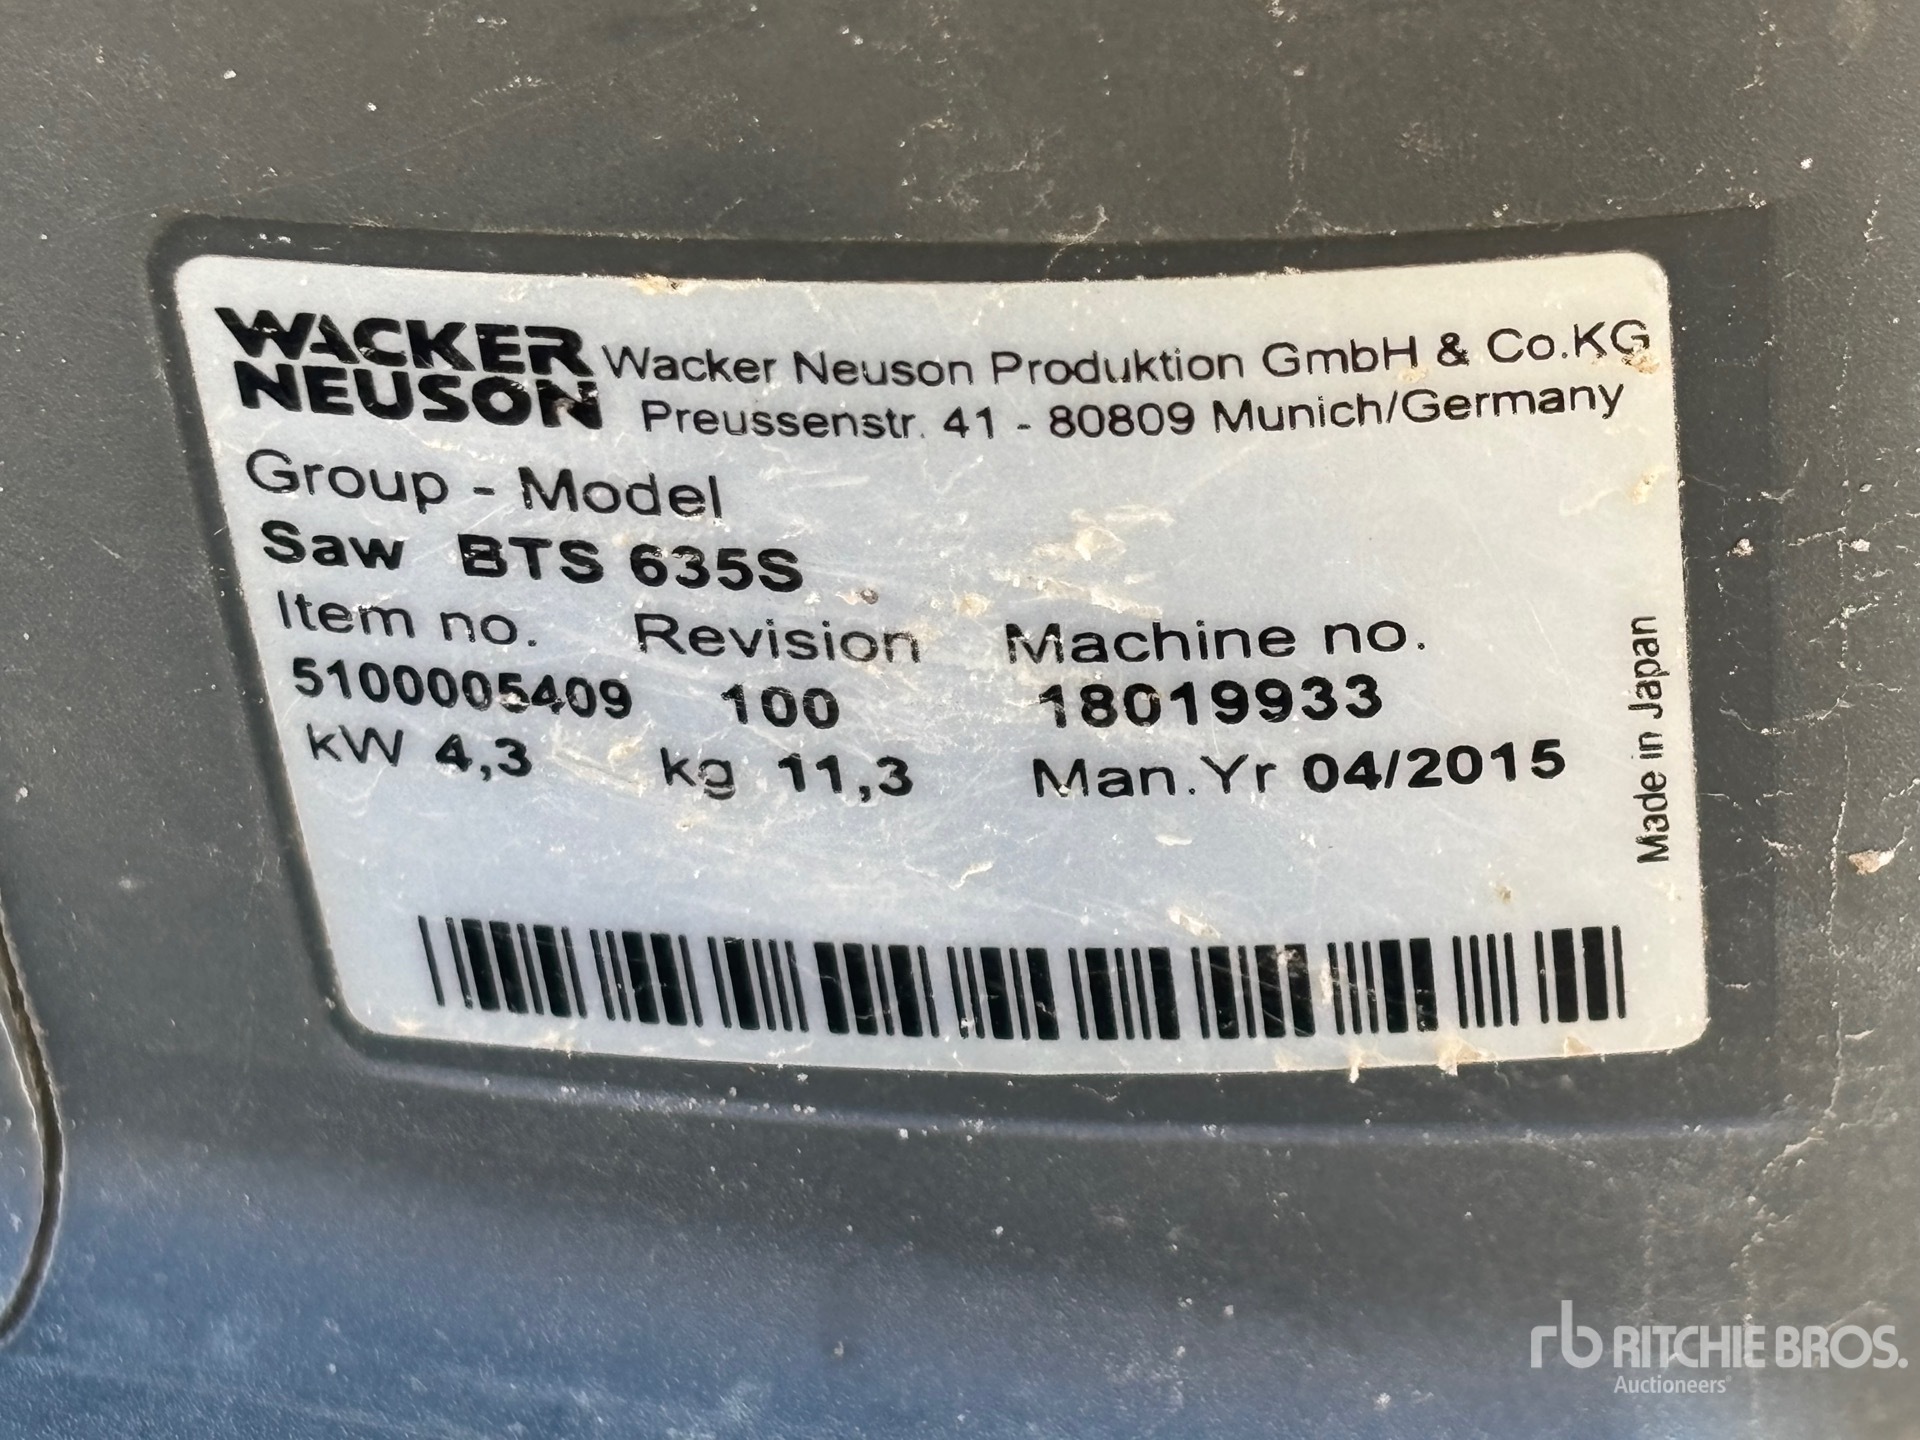 WACKER
NEUSON
Wacker Neuson Produktion GmbH & Co.KG
Preussenstr. 41 - 80809 Munich/Germany
Group - Model
Saw BTS 635S
Item no. Revision Machine no.
5100005409 100 18019933
kW 4,3 kg 11,3 Man.Yr 04/2015
Made in Japan
rb RITCHIE BROS.
Auctioneers